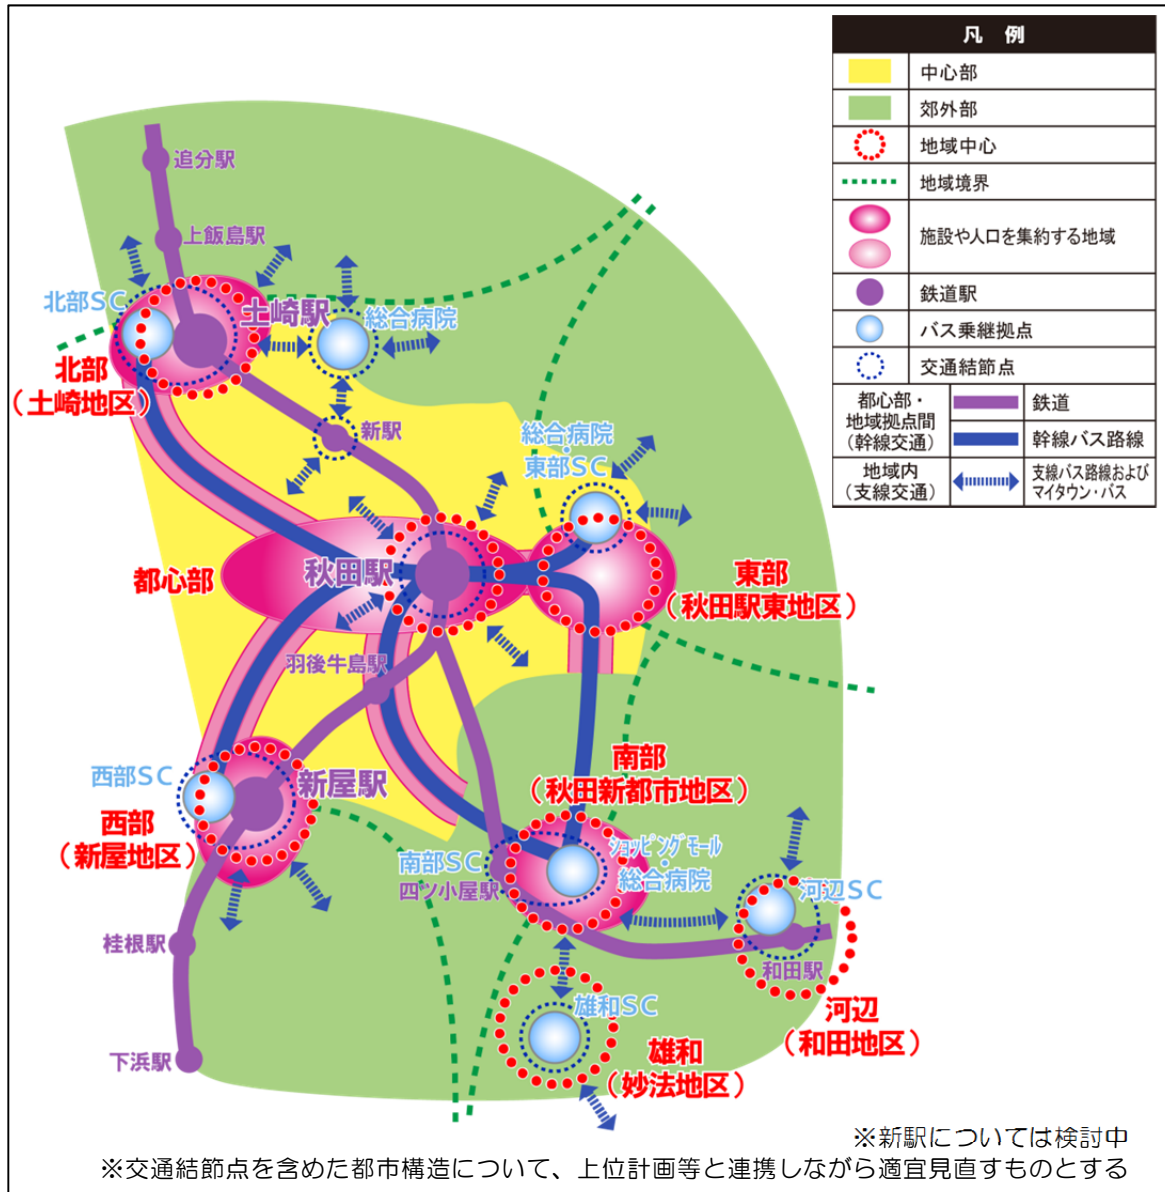 凡 例
中心部
郊外部
地域中心
地域境界
施設や人口を集約する地域
鉄道駅
バス乗継拠点
交通結節点
都心部・
地域拠点間
(幹線交通)
鉄道
幹線バス路線
地域内
(支線交通)
支線バス路線および
マイタウン・バス
追分駅
上飯島駅
北部SC
土崎駅
総合病院
北部
(土崎地区)
新駅
総合病院
・
東部SC
都心部
秋田駅
東部
(秋田駅東地区)
羽後牛島駅
西部SC
新屋駅
西部
(新屋地区)
南部
(秋田新都市地区)
南部SC
四ツ小屋駅
ショッピングモール
・
総合病院
河辺SC
和田駅
河辺
(和田地区)
桂根駅
雄和SC
雄和
(妙法地区)
下浜駅
※新駅については検討中
※交通結節点を含めた都市構造について、上位計画等と連携しながら適宜見直すものとする